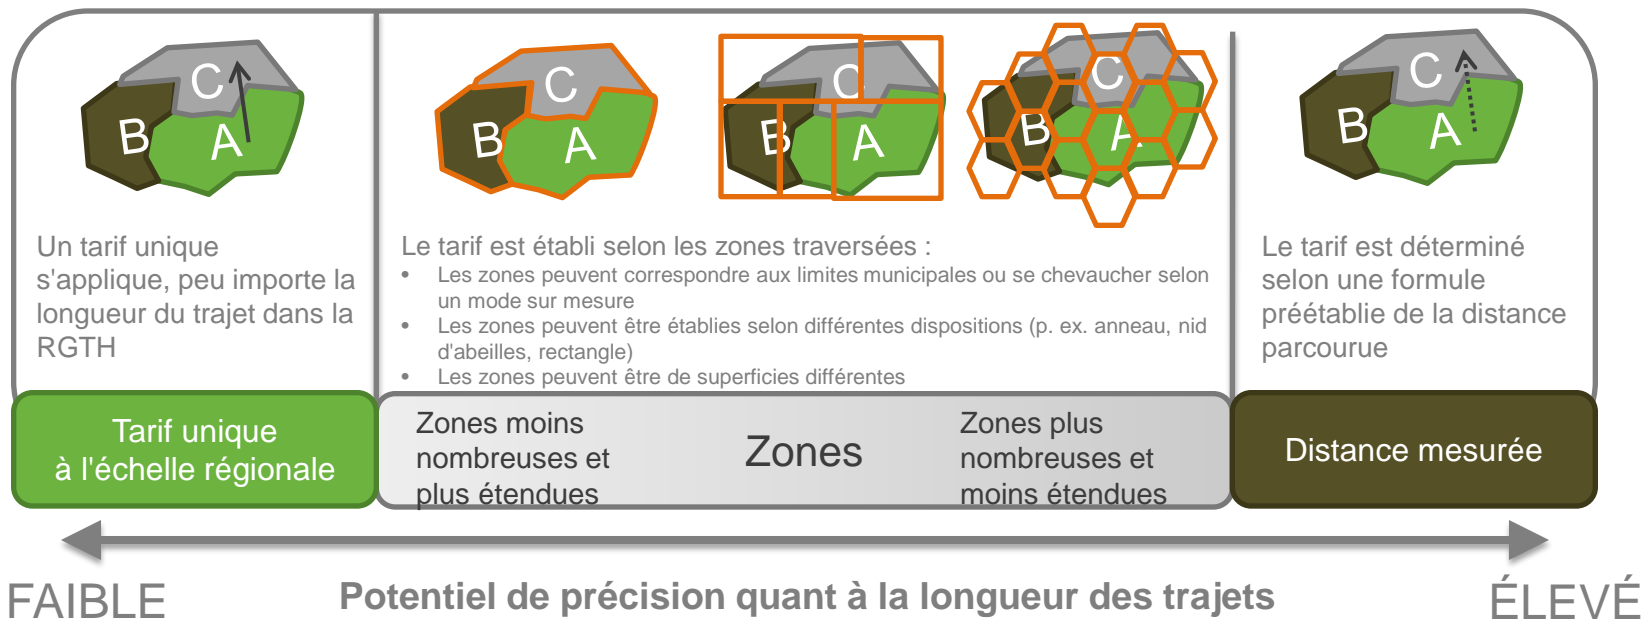 C
B
A
C
B
A
C
B
A
C
B
A
C
B
A
Un tarif unique
s'applique, peu importe la
longueur du trajet dans la
RGTH
Le tarif est établi selon les zones traversées :
• Les zones peuvent correspondre aux limites municipales ou se chevaucher selon
un mode sur mesure
• Les zones peuvent être établies selon différentes dispositions (p. ex. anneau, nid
d'abeilles, rectangle)
• Les zones peuvent être de superficies différentes
Le tarif est déterminé
selon une formule
préétablie de la distance
parcourue
Tarif unique
à l'échelle régionale
Zones moins
nombreuses et
plus étendues
Zones
Zones plus
nombreuses et
moins étendues
Distance mesurée
FAIBLE
Potentiel de précision quant à la longueur des trajets
ÉLEVÉ